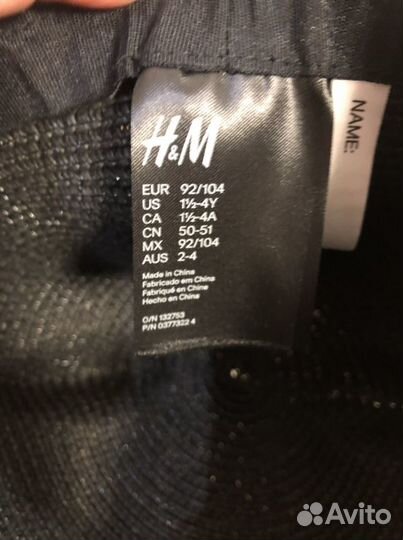 H&M
EUR 92/104
US 1½-4Y
CA 1½-4A
CN 50-51
MX 92/104
AUS 2-4
Made in China
Fabricado em China
Fabriqué en Chine
Hecho en China
O/N 132753
P/N 0377322 4
NAME:
Avito